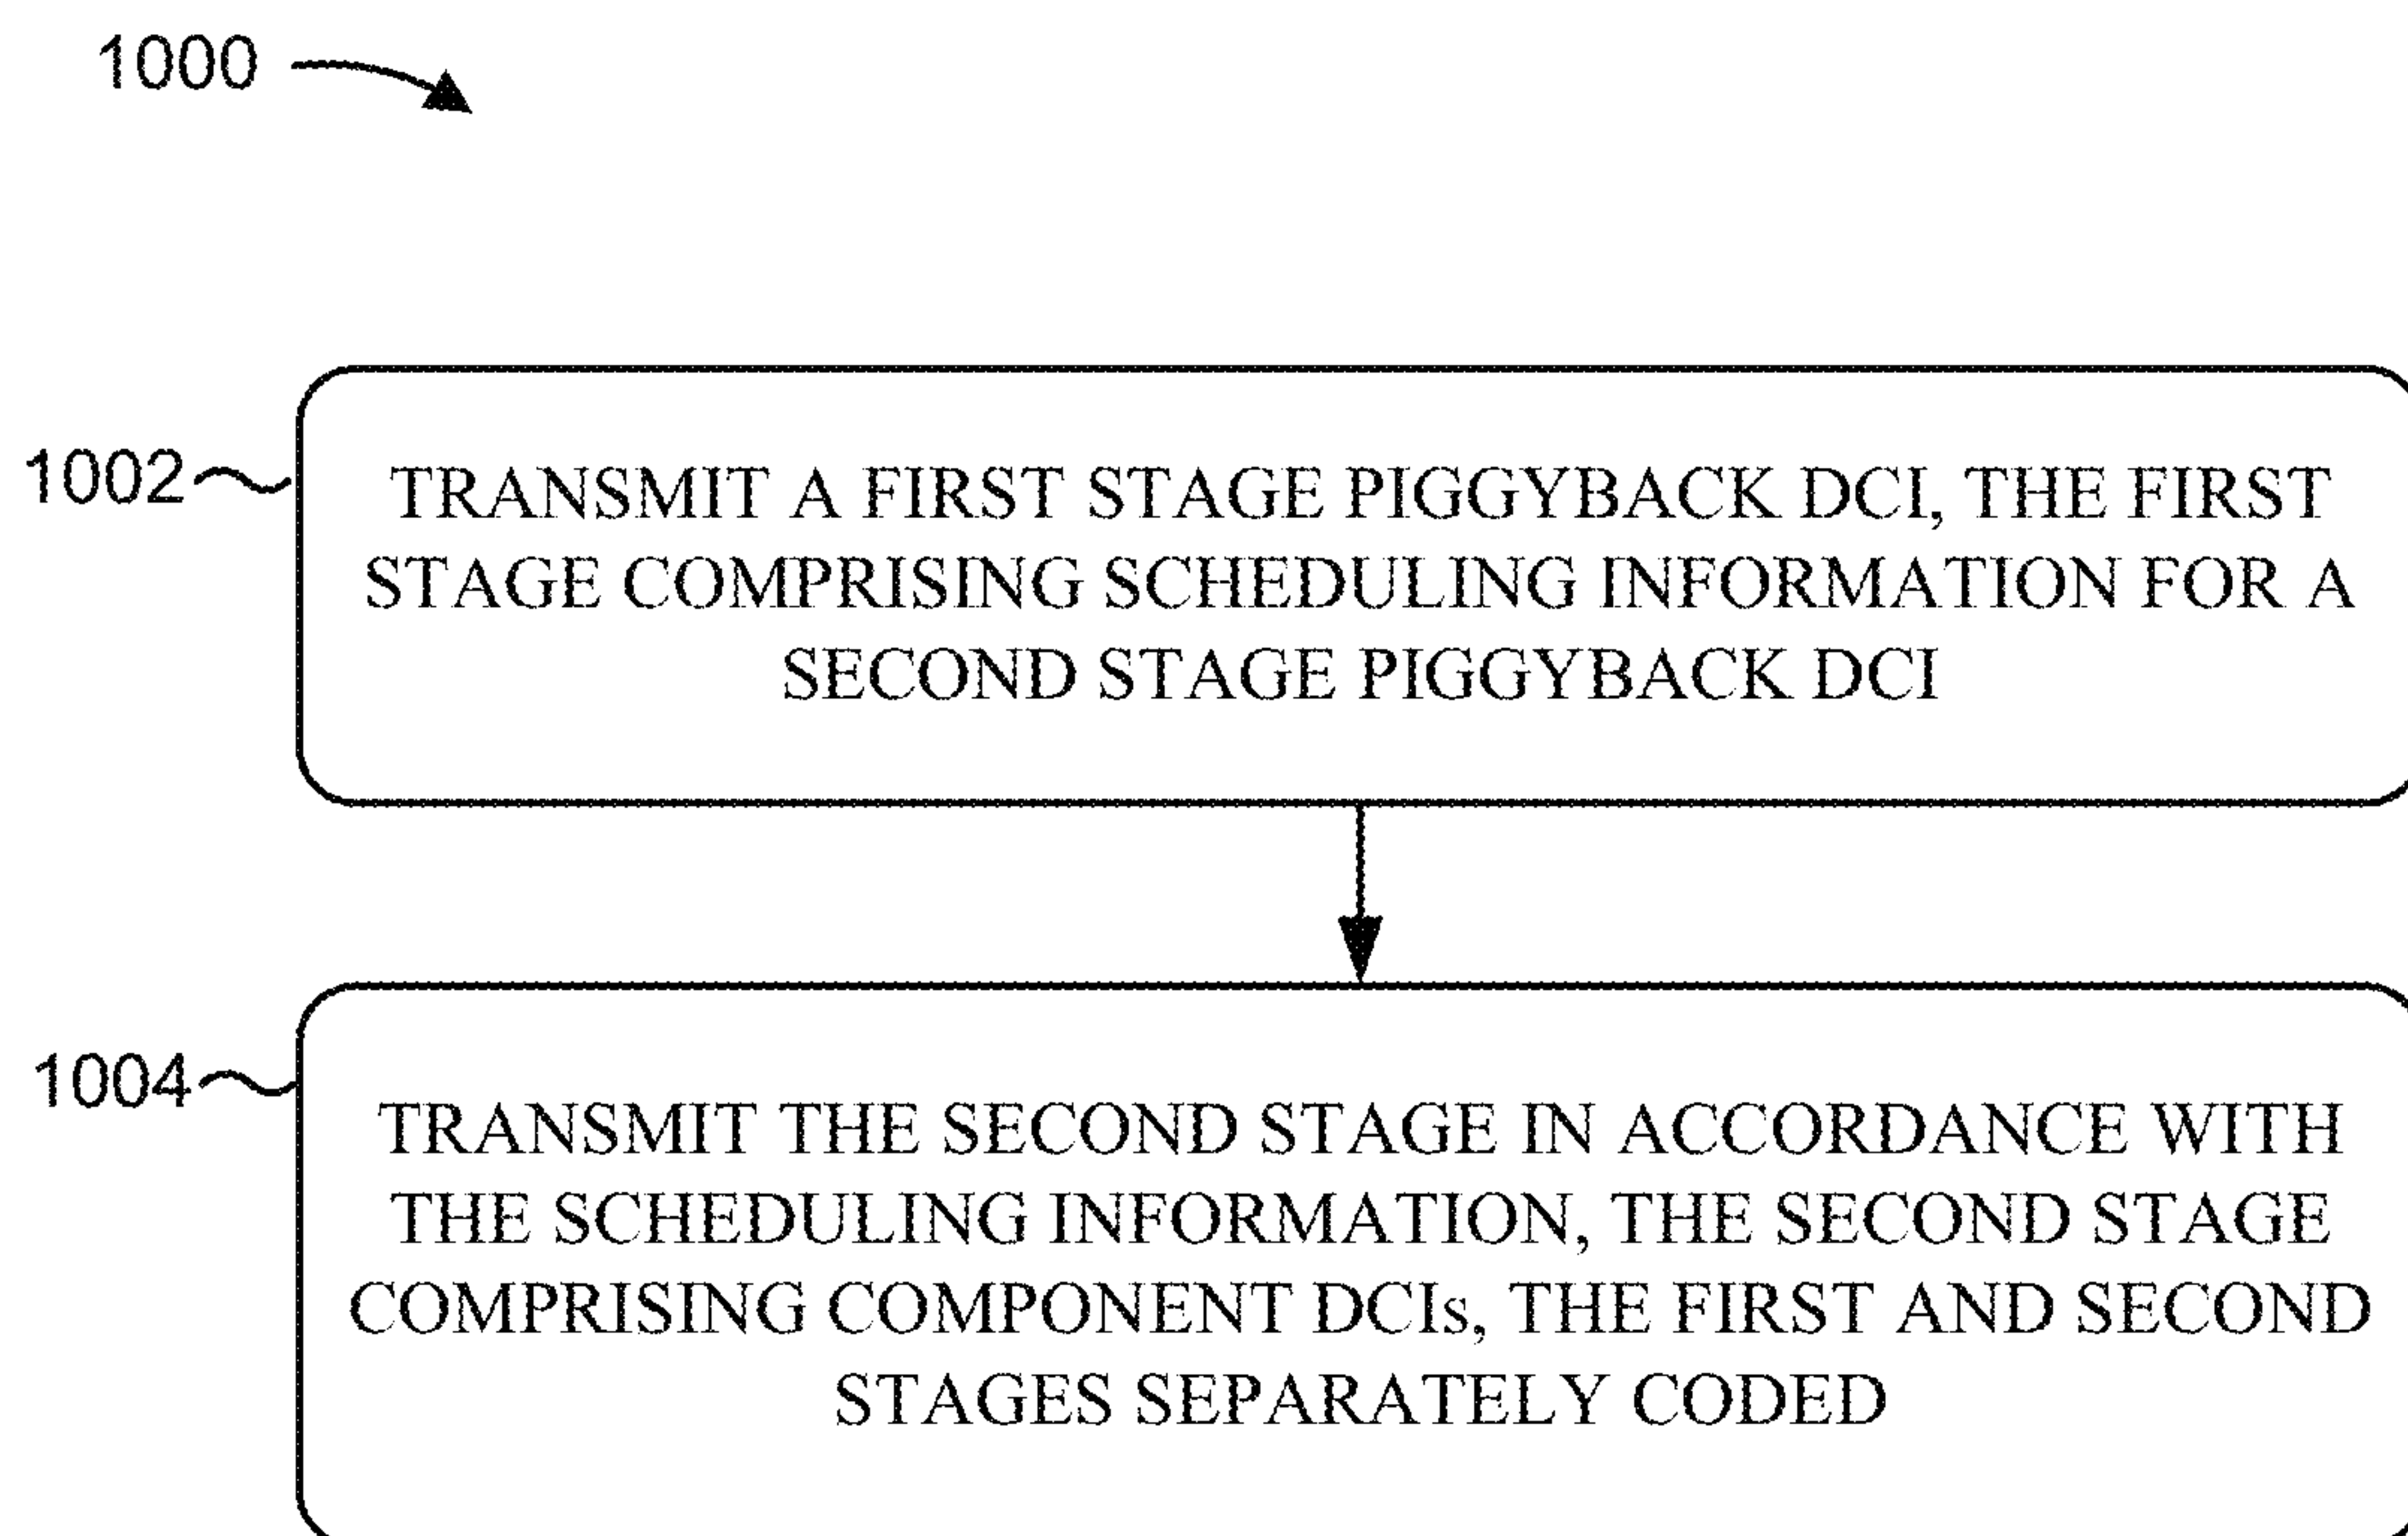 1000
1002
TRANSMIT A FIRST STAGE PIGGYBACK DCI, THE FIRST
STAGE COMPRISING SCHEDULING INFORMATION FOR A
SECOND STAGE PIGGYBACK DCI
1004
TRANSMIT THE SECOND STAGE IN ACCORDANCE WITH
THE SCHEDULING INFORMATION, THE SECOND STAGE
COMPRISING COMPONENT DCIs, THE FIRST AND SECOND
STAGES SEPARATELY CODED